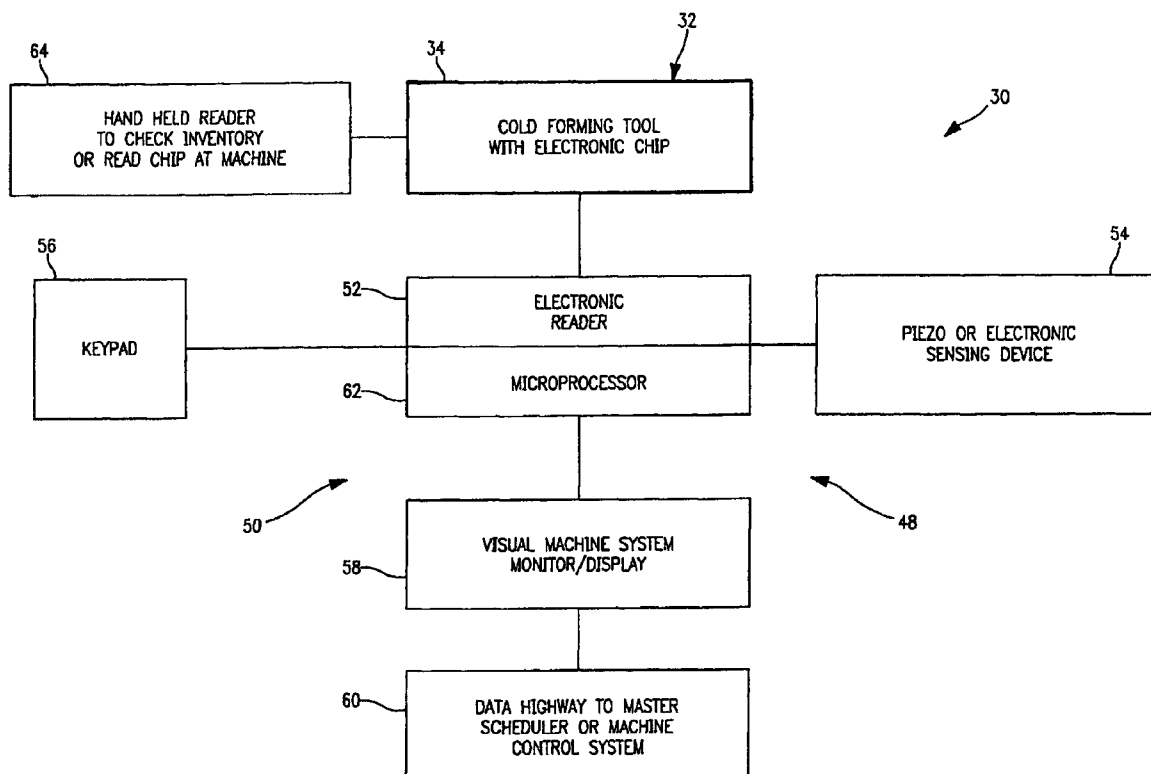 64
34
32
30
HAND HELD READER
TO CHECK INVENTORY
OR READ CHIP AT MACHINE
COLD FORMING TOOL
WITH ELECTRONIC CHIP
56
52
54
KEYPAD
ELECTRONIC
READER
PIEZO OR ELECTRONIC
SENSING DEVICE
62
MICROPROCESSOR
50
48
VISUAL MACHINE SYSTEM
MONITOR/DISPLAY
58
60
DATA HIGHWAY TO MASTER
SCHEDULER OR MACHINE
CONTROL SYSTEM